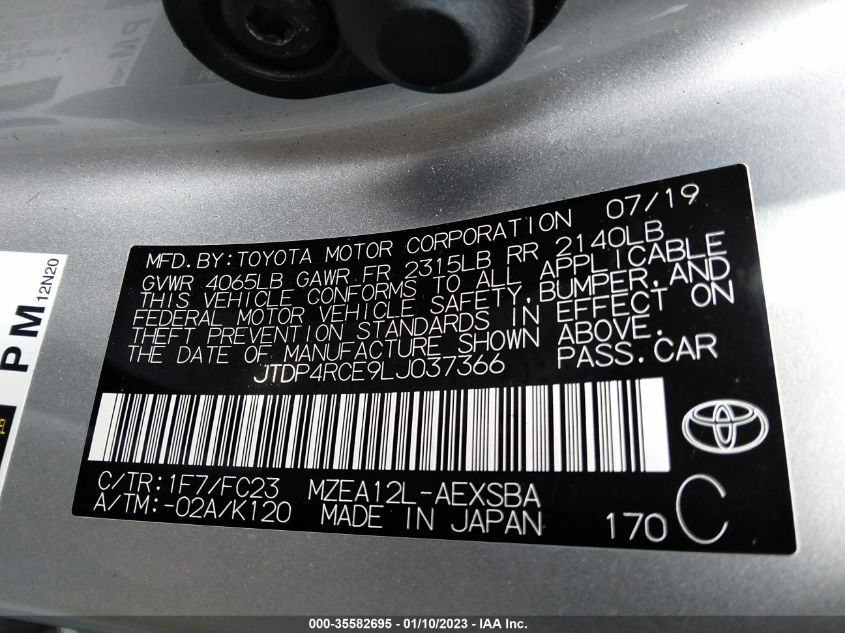 MFD. BY: TOYOTA MOTOR CORPORATION 07/19
GVWR 4065LB GAWR FR 2315LB RR 2140LB
THIS VEHICLE CONFORMS TO ALL APPLICABLE
FEDERAL MOTOR VEHICLE SAFETY, BUMPER, AND
THEFT PREVENTION STANDARDS IN EFFECT ON
THE DATE OF MANUFACTURE SHOWN ABOVE.
JTDP4RCE9LJ037366 PASS. CAR
C/TR: 1F7/FC23 MZEA12L-AEXSBA
A/TM: -02A/K120 MADE IN JAPAN 170 C
PM 12N20
000-35582695 - 01/10/2023 - IAA Inc.